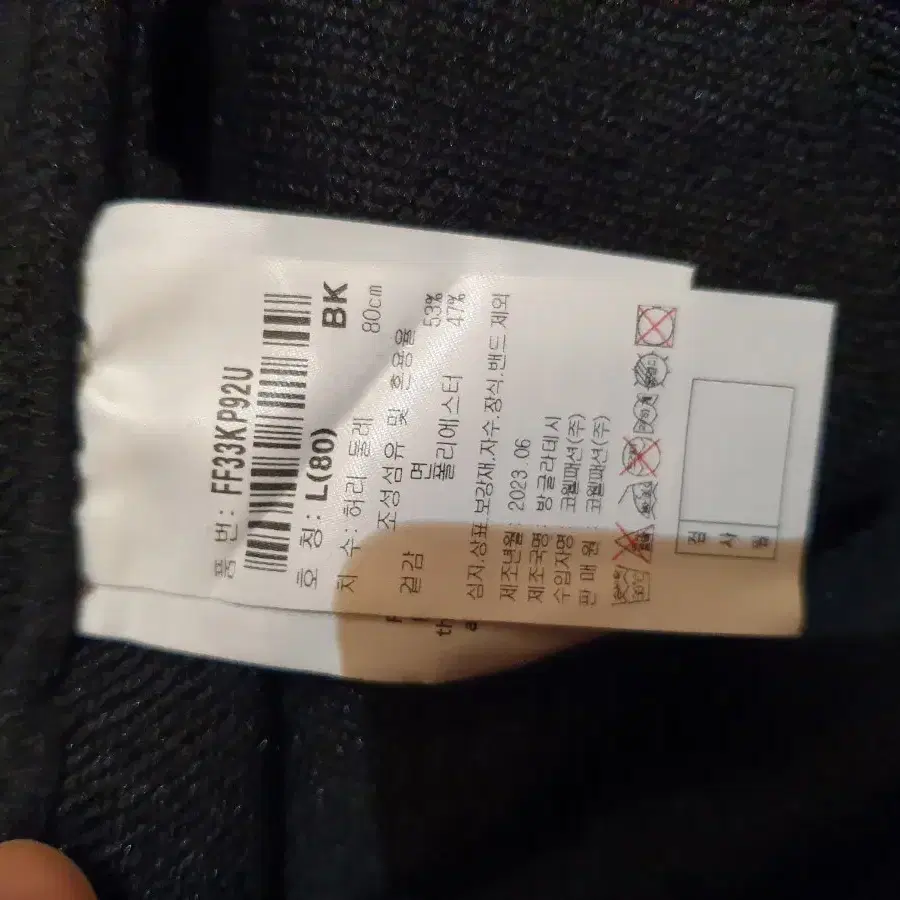 품 번 : FF33KP92U
호 칭 : L(80) BK
치 수 : 허리 둘레 80cm
조성섬유 및 혼용율
겉감 면 53%
폴리에스터 47%
심지.상표.보강재.자수.장식.밴드 제외
제조년월 : 2023.06
제조국명 : 방글라데시
수입자명 : 코웰패션(주)
판 매 원 : 코웰패션(주)
30℃
검 사 필
th
a